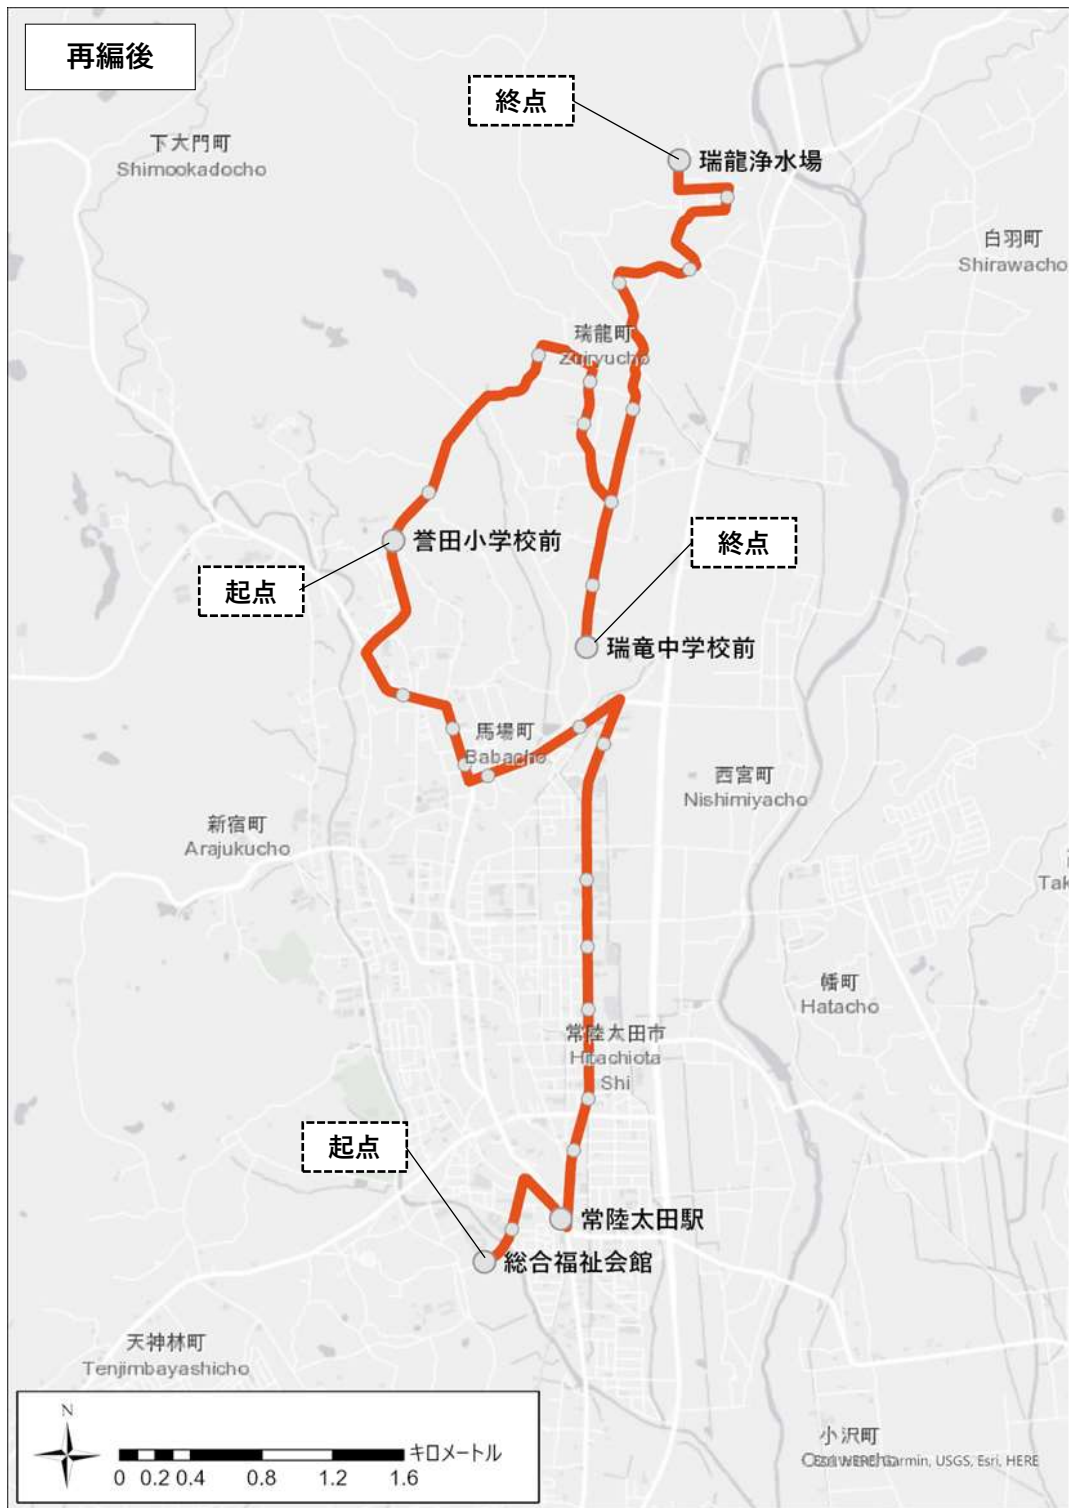 再編後
終点
下大門町
Shimookadocho
瑞龍浄水場
白羽町
Shirawacho
瑞龍町
Zuiryucho
誉田小学校前
終点
起点
瑞竜中学校前
馬場町
Babacho
西宮町
Nishimiyacho
新宿町
Arajukucho
Tak
幡町
Hatacho
常陸太田市
Hitachiota
Shi
起点
常陸太田駅
総合福祉会館
天神林町
Tenjimbayashicho
N
キロメートル
0 0.2 0.4 0.8 1.2 1.6
小沢町
Garmin, USGS, Esri, HERE